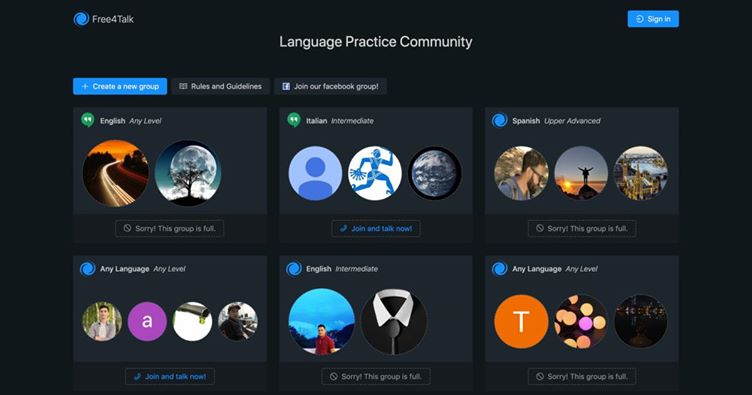 Free4Talk
Sign in
Language Practice Community
Create a new group
Rules and Guidelines
Join our facebook group!
English Any Level
Italian Intermediate
Spanish Upper Advanced
Sorry! This group is full.
Join and talk now!
Sorry! This group is full.
Any Language Any Level
English Intermediate
Any Language Any Level
a
T
Join and talk now!
Sorry! This group is full.
Sorry! This group is full.